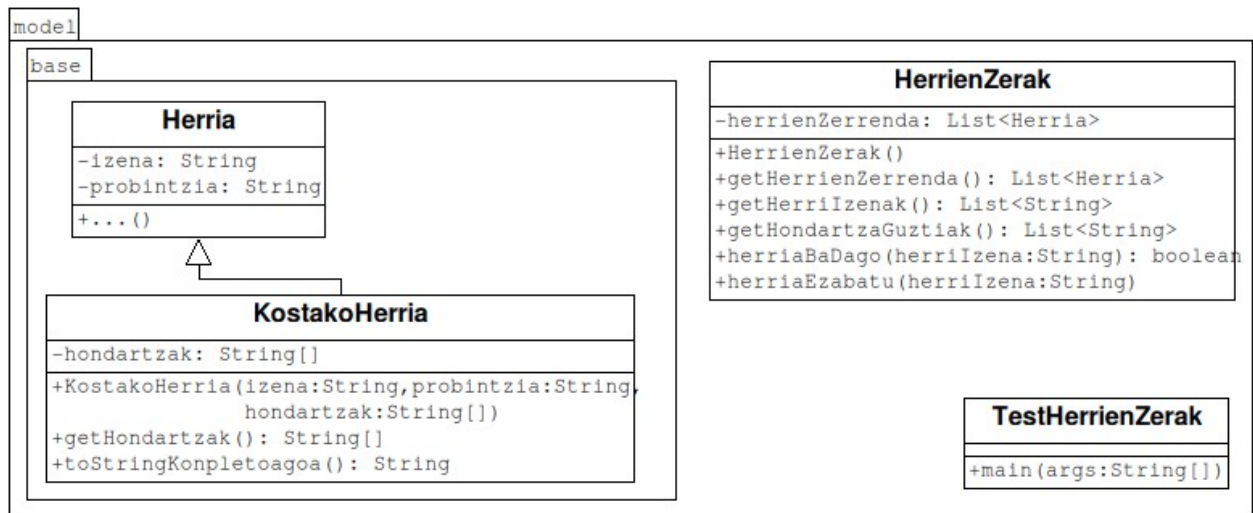 model
base
Herria
-izena: String
-probintzia: String
+...()
KostakoHerria
-hondartzak: String[]
+KostakoHerria(izena:String,probintzia:String,
hondartzak:String[])
+getHondartzak(): String[]
+toStringKonpletoagoa(): String
HerrienZerak
-herrienZerrenda: List<Herria>
+HerrienZerak()
+getHerrienZerrenda(): List<Herria>
+getHerriIzenak(): List<String>
+getHondartzaGuztiak(): List<String>
+herriaBaDago(herriIzena:String): boolean
+herriaEzabatu(herriIzena:String)
TestHerrienZerak
+main(args:String[])